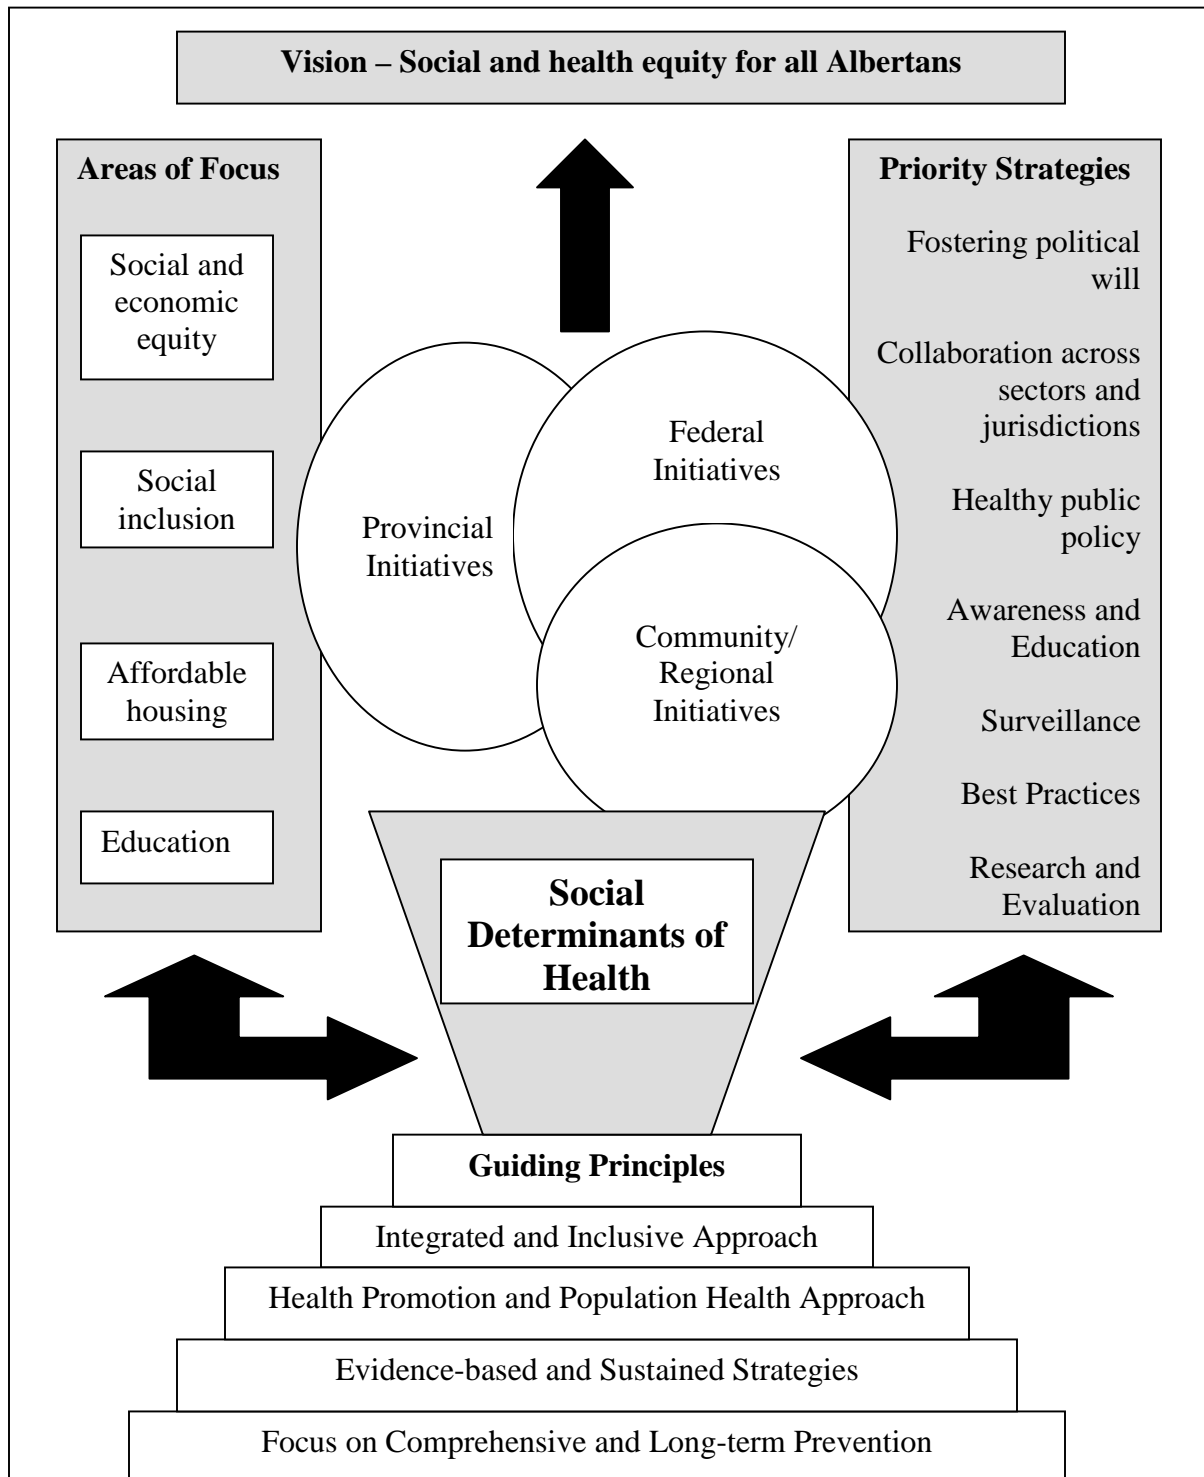 Vision – Social and health equity for all Albertans
Areas of Focus
Social and
economic
equity
Social
inclusion
Affordable
housing
Education
Provincial
Initiatives
Federal
Initiatives
Community/
Regional
Initiatives
Priority Strategies
Fostering political
will
Collaboration across
sectors and
jurisdictions
Healthy public
policy
Awareness and
Education
Surveillance
Best Practices
Research and
Evaluation
Social
Determinants of
Health
Guiding Principles
Integrated and Inclusive Approach
Health Promotion and Population Health Approach
Evidence-based and Sustained Strategies
Focus on Comprehensive and Long-term Prevention